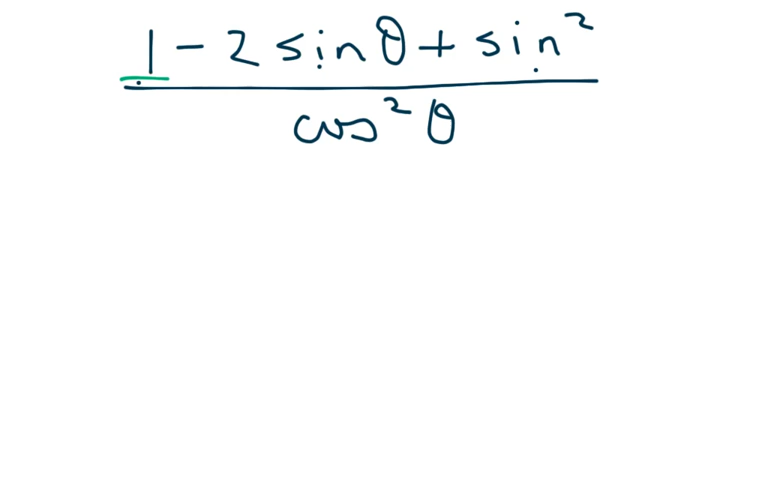 1 - 2 sin θ + sin²
cos² θ